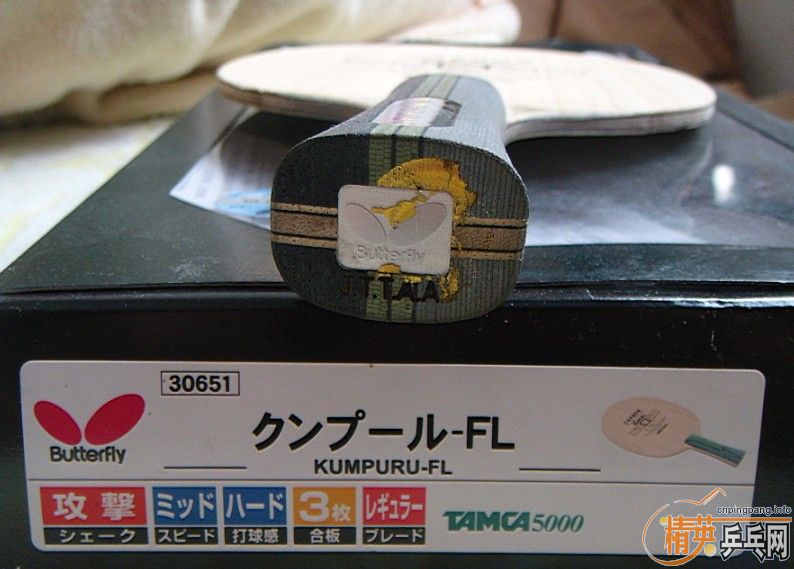 Butterfly
J.T.T.A.A
30651
クンプール-FL
KUMPURU-FL
Butterfly
攻撃
シェーク
ミッド
スピード
ハード
打球感
3枚
合板
レギュラー
ブレード
TAMCA5000
cnpingpang.info
精英乒乓网